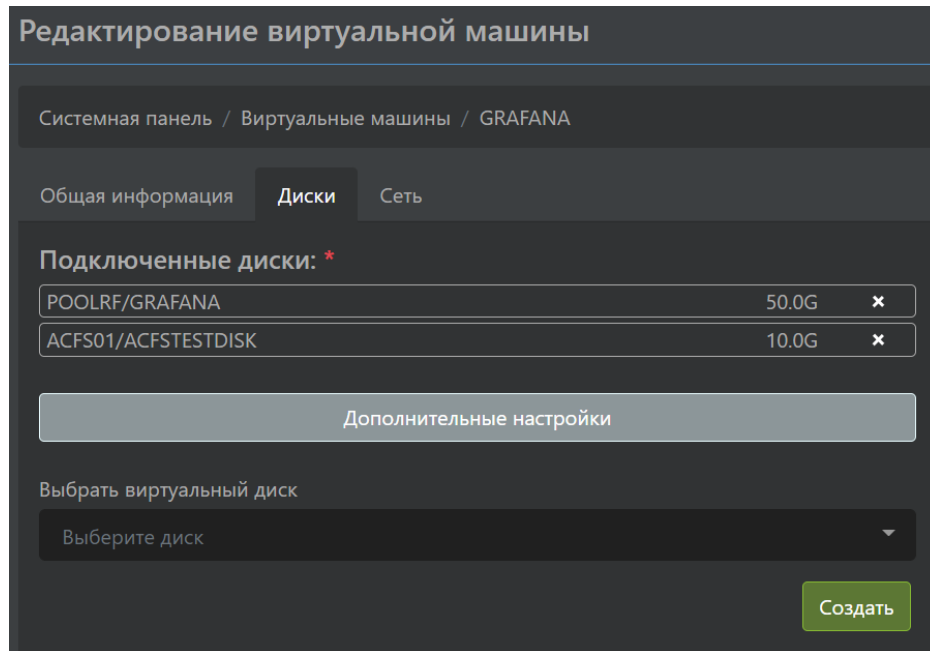 Редактирование виртуальной машины
Системная панель / Виртуальные машины / GRAFANA
Общая информация Диски Сеть
Подключенные диски: *
POOLRF/GRAFANA 50.0G ×
ACFS01/ACFSTESTDISK 10.0G ×
Дополнительные настройки
Выбрать виртуальный диск
Выберите диск
Создать